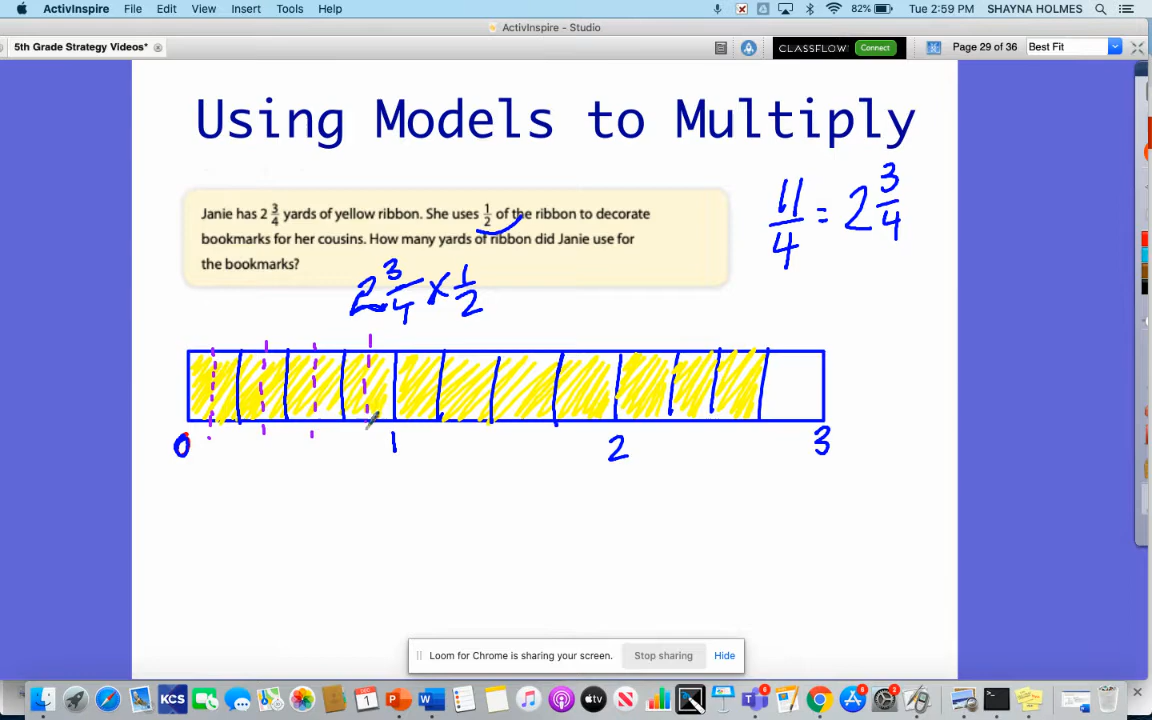 ActivInspire File Edit View Insert Tools Help 82% Tue 2:59 PM SHAYNA HOLMES
ActivInspire - Studio
5th Grade Strategy Videos* CLASSFLOW Connect Page 29 of 36 Best Fit
Using Models to Multiply
11/4 = 2 3/4
Janie has 2 3/4 yards of yellow ribbon. She uses 1/2 of the ribbon to decorate
bookmarks for her cousins. How many yards of ribbon did Janie use for
the bookmarks?
2 3/4 x 1/2
0 1 2 3
Loom for Chrome is sharing your screen. Stop sharing Hide
KCS